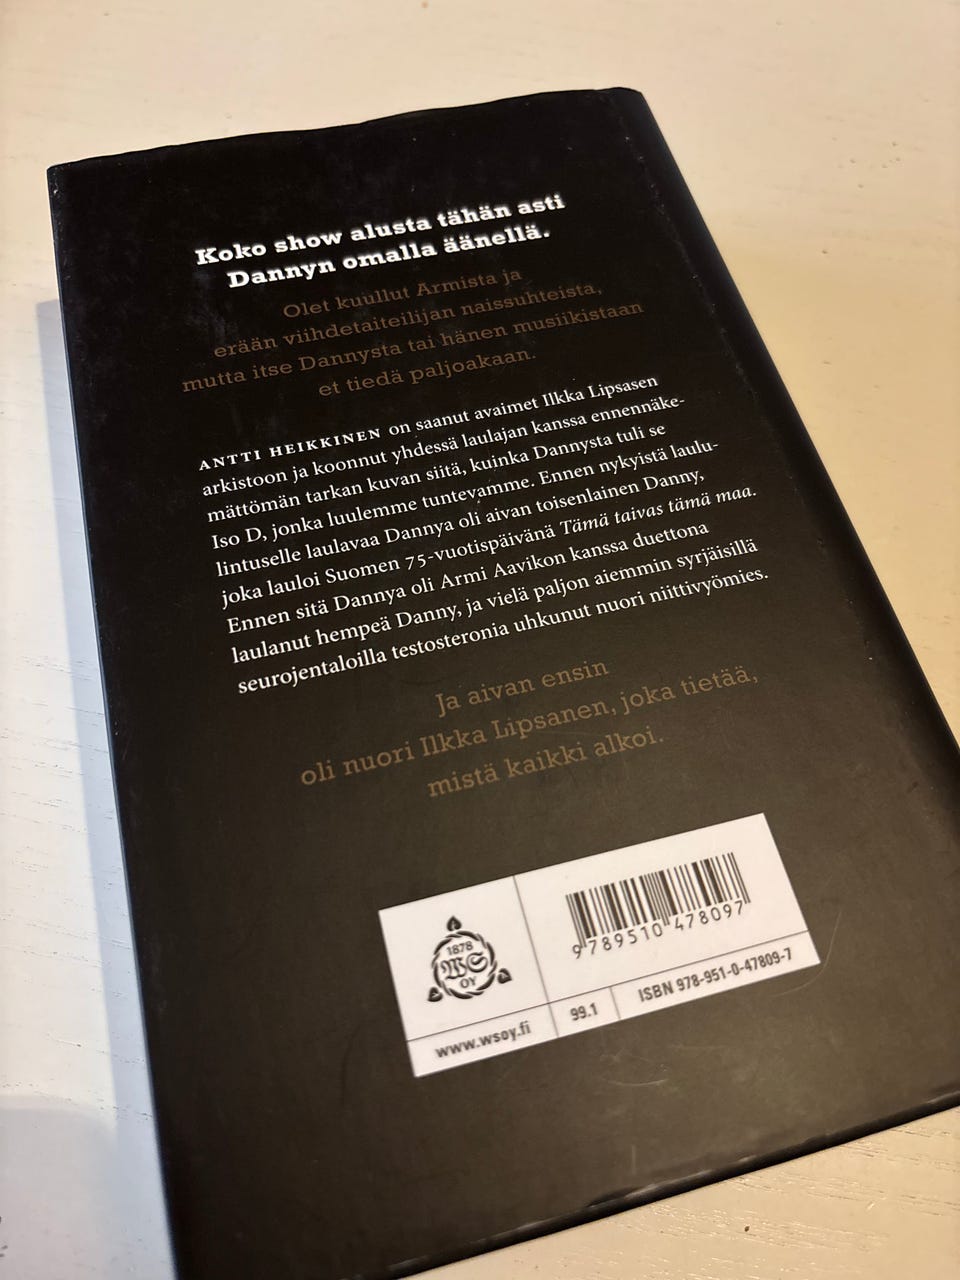 Koko show alusta tähän asti
Dannyn omalla äänellä.
Olet kuullut Armista ja
erään viihdetaiteilijan naissuhteista,
mutta itse Dannysta tai hänen musiikistaan
et tiedä paljoakaan.
ANTTI HEIKKINEN on saanut avaimet Ilkka Lipsasen
arkistoon ja koonnut yhdessä laulajan kanssa ennennäke-
mättömän tarkan kuvan siitä, kuinka Dannysta tuli se
Iso D, jonka luulemme tuntevamme. Ennen nykyistä laulu-
lintuselle laulavaa Dannya oli aivan toisenlainen Danny,
joka lauloi Suomen 75-vuotispäivänä Tämä taivas tämä maa.
Ennen sitä Dannya oli Armi Aavikon kanssa duettona
laulanut hempeä Danny, ja vielä paljon aiemmin syrjäisillä
seurojentaloilla testosteronia uhkunut nuori niittivyömies.
Ja aivan ensin
oli nuori Ilkka Lipsanen, joka tietää,
mistä kaikki alkoi.
1878
WS
OY
9 789510 478097
www.wsoy.fi
99.1
ISBN 978-951-0-47809-7